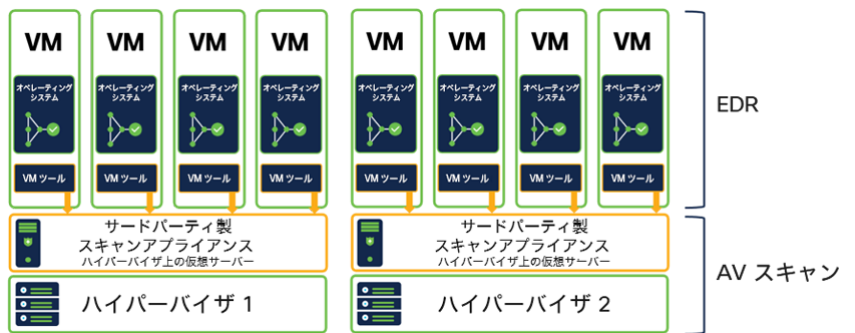 VM VM VM VM VM VM VM VM
オペレーティング システム オペレーティング システム オペレーティング システム オペレーティング システム オペレーティング システム オペレーティング システム オペレーティング システム オペレーティング システム
EDR
VM ツール VM ツール VM ツール VM ツール VM ツール VM ツール VM ツール VM ツール
サードパーティ製
スキャンアプライアンス
ハイパーバイザ上の仮想サーバー
サードパーティ製
スキャンアプライアンス
ハイパーバイザ上の仮想サーバー
AV スキャン
ハイパーバイザ 1
ハイパーバイザ 2